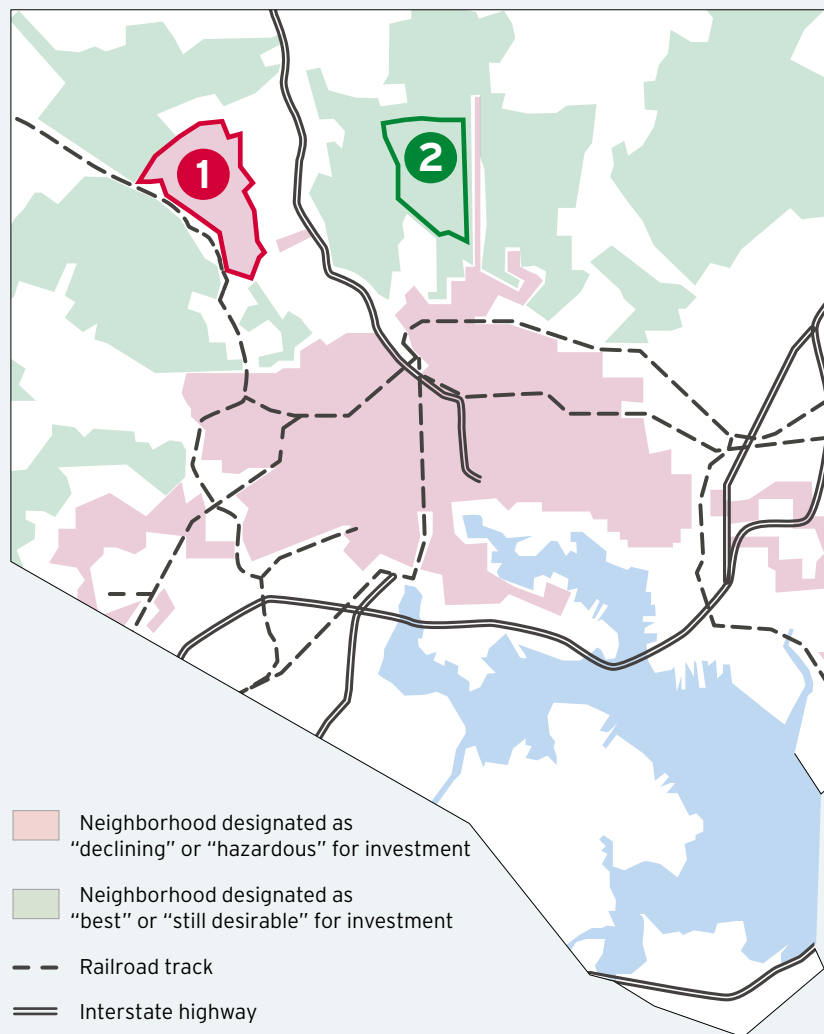 1
2
Neighborhood designated as
“declining” or “hazardous” for investment
Neighborhood designated as
“best” or “still desirable” for investment
Railroad track
Interstate highway